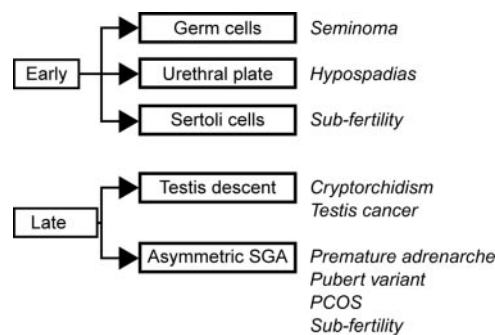 Early
Germ cells
Seminoma
Urethral plate
Hypospadias
Sertoli cells
Sub-fertility
Late
Testis descent
Cryptorchidism
Testis cancer
Asymmetric SGA
Premature adrenarche
Pubert variant
PCOS
Sub-fertility